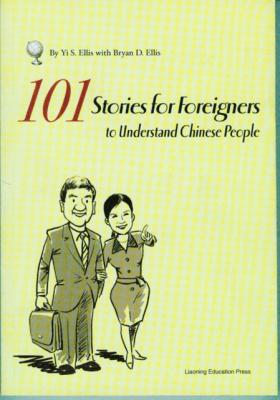 By Yi S. Ellis with Bryan D. Ellis
101 Stories for Foreigners
to Understand Chinese People
Liaoning Education Press